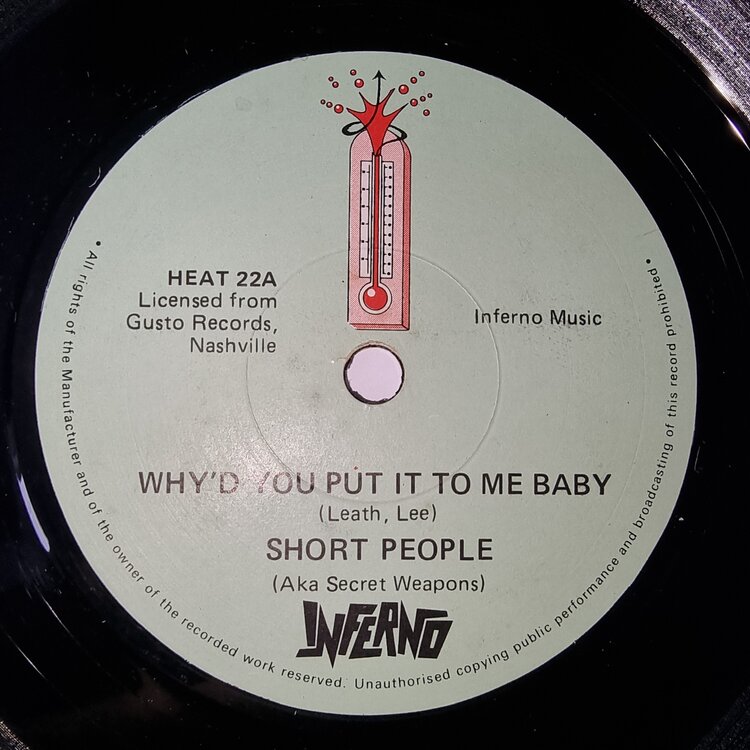 HEAT 22A
Licensed from
Gusto Records,
Nashville
Inferno Music
WHY'D YOU PUT IT TO ME BABY
(Leath, Lee)
SHORT PEOPLE
(Aka Secret Weapons)
INFERNO
• All rights of the Manufacturer and of the owner of the recorded work reserved. Unauthorised copying public performance and broadcasting of this record prohibited •